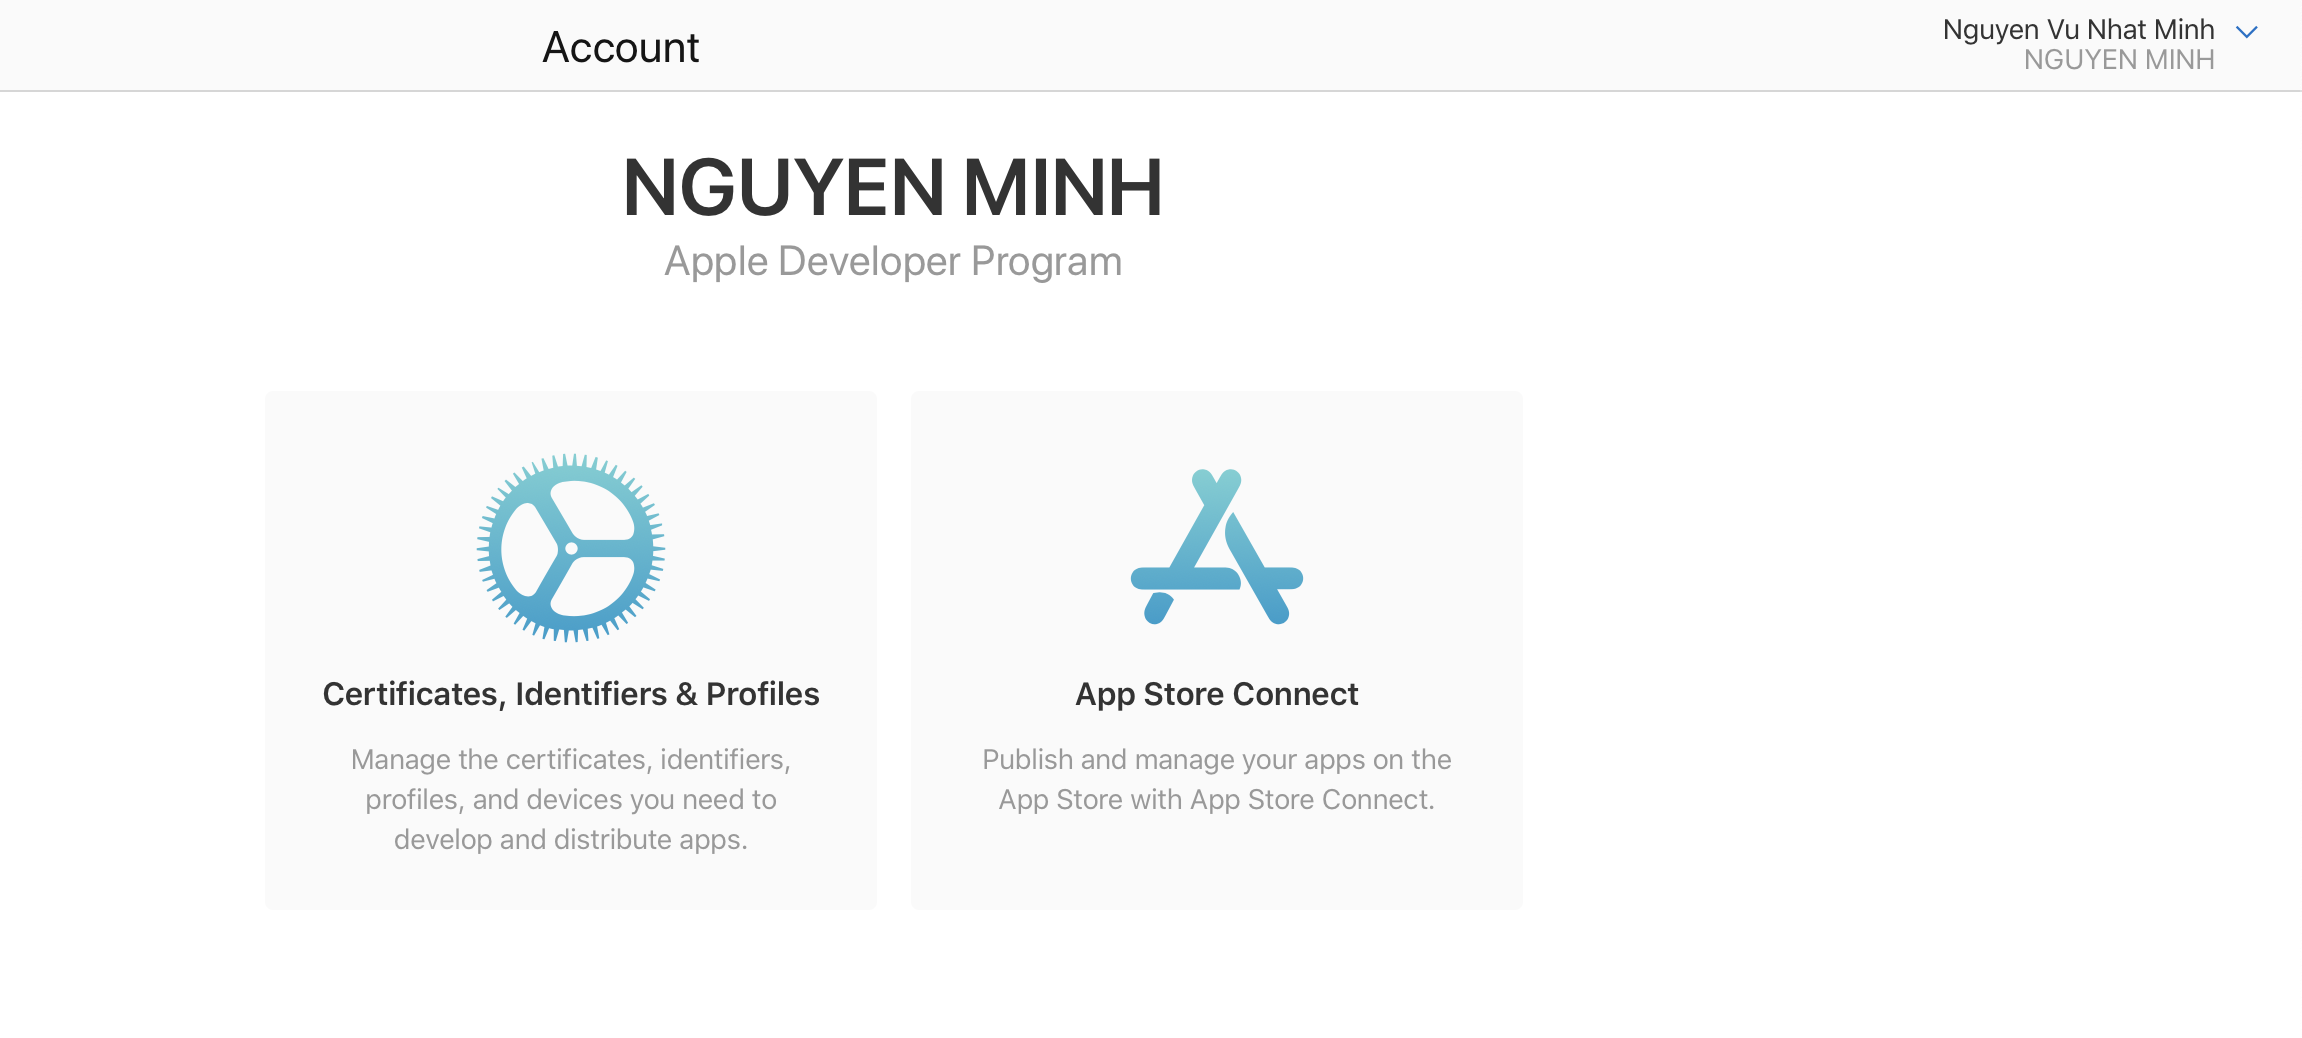 Account
Nguyen Vu Nhat Minh
NGUYEN MINH
NGUYEN MINH
Apple Developer Program
Certificates, Identifiers & Profiles
Manage the certificates, identifiers,
profiles, and devices you need to
develop and distribute apps.
App Store Connect
Publish and manage your apps on the
App Store with App Store Connect.